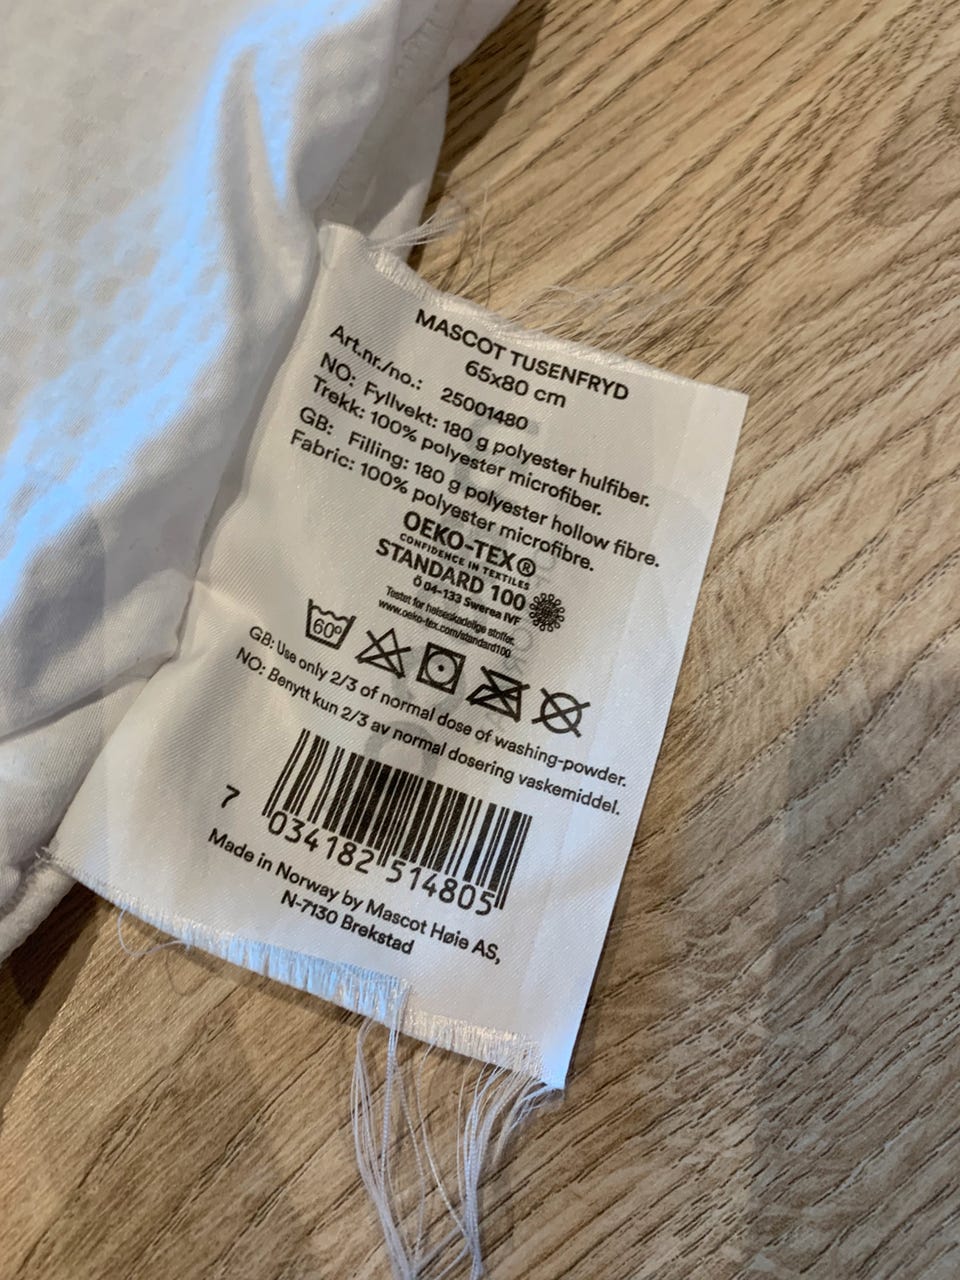 MASCOT TUSENFRYD
65x80 cm
Art.nr./no.: 25001480
NO: Fyllvekt: 180 g polyester hulfiber.
Trekk: 100% polyester microfiber.
GB: Filling: 180 g polyester hollow fibre.
Fabric: 100% polyester microfibre.
OEKO-TEX®
CONFIDENCE IN TEXTILES
STANDARD 100
Ö 04-133 Swerea IVF
Testet for helseskadelige stoffer.
www.oeko-tex.com/standard100
60°
GB: Use only 2/3 of normal dose of washing-powder.
NO: Benytt kun 2/3 av normal dosering vaskemiddel.
7 034182 514805
Made in Norway by Mascot Høie AS,
N-7130 Brekstad